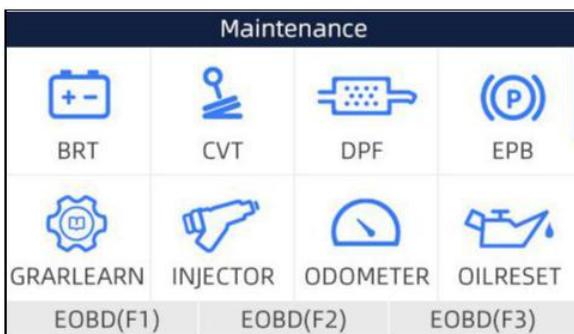 Maintenance
BRT CVT DPF EPB
GRARLEARN INJECTOR ODOMETER OILRESET
EOBD(F1) EOBD(F2) EOBD(F3)